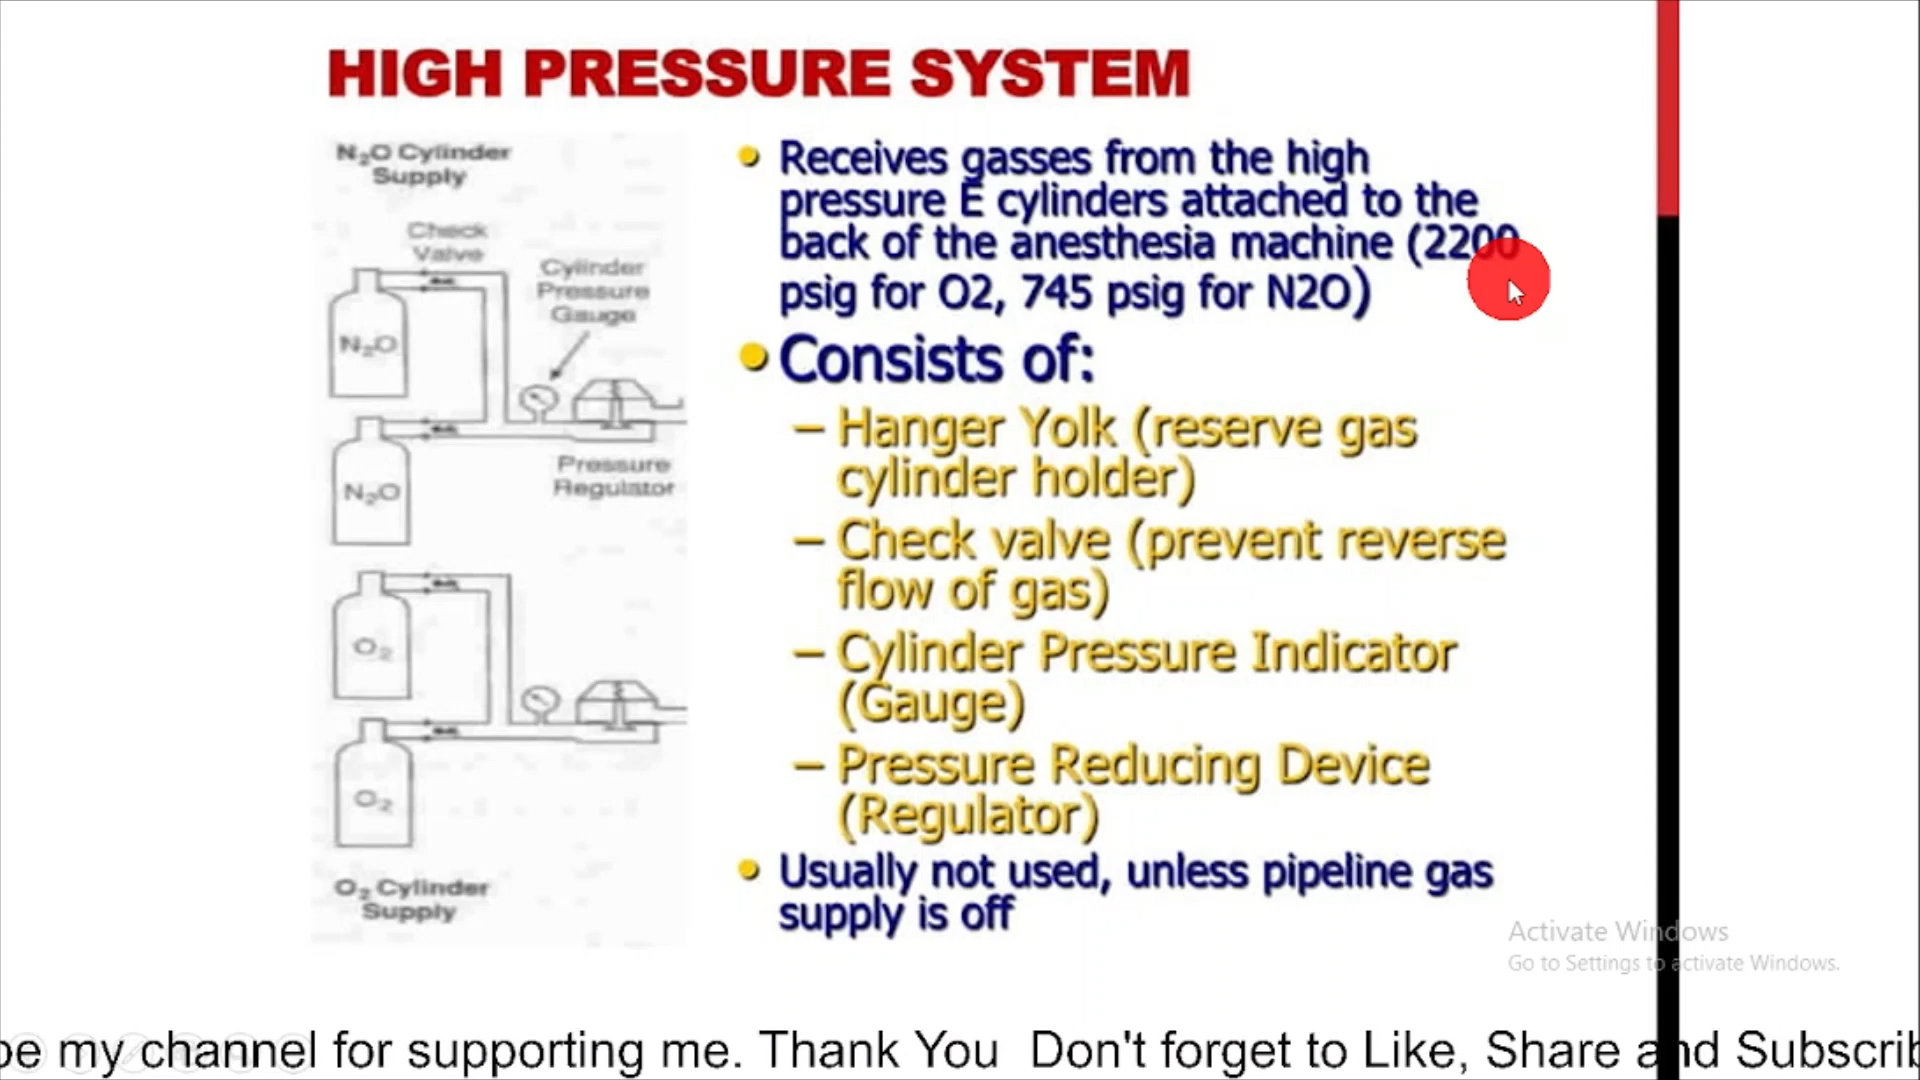 HIGH PRESSURE SYSTEM
N₂O Cylinder
Supply
Check
Valve
Cylinder
Pressure
Gauge
N₂O
Pressure
Regulator
N₂O
O₂
O₂
O₂ Cylinder
Supply
• Receives gasses from the high
pressure E cylinders attached to the
back of the anesthesia machine (2200
psig for O2, 745 psig for N2O)
• Consists of:
– Hanger Yolk (reserve gas
cylinder holder)
– Check valve (prevent reverse
flow of gas)
– Cylinder Pressure Indicator
(Gauge)
– Pressure Reducing Device
(Regulator)
• Usually not used, unless pipeline gas
supply is off
Activate Windows
Go to Settings to activate Windows.
be my channel for supporting me. Thank You Don't forget to Like, Share and Subscrib